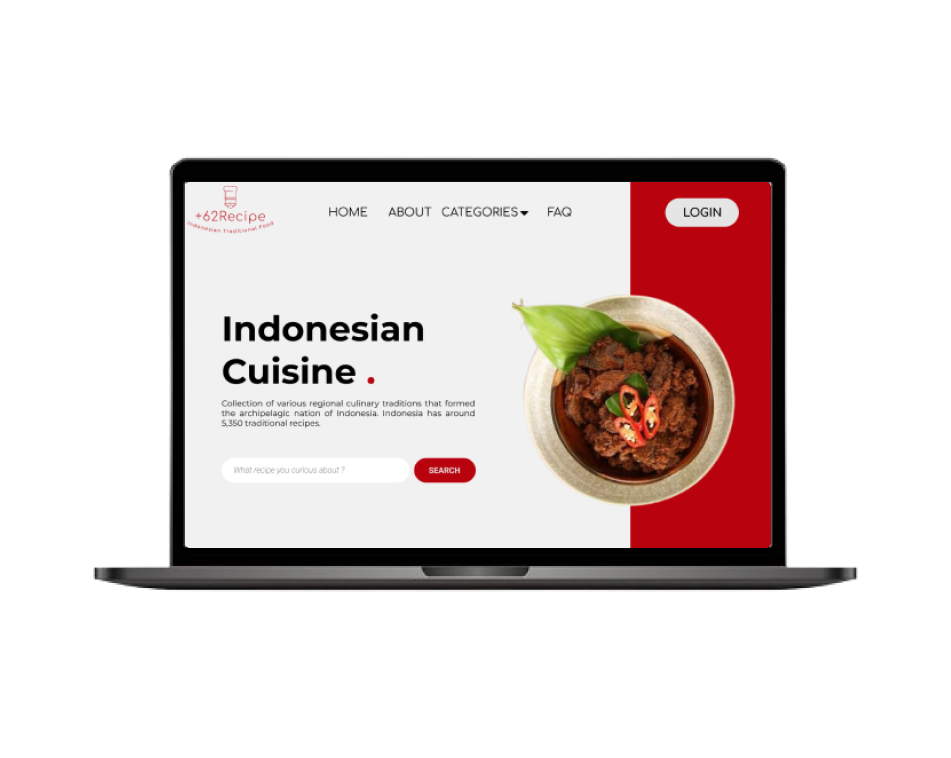 +62Recipe
Indonesian Traditional Food
HOME ABOUT CATEGORIES FAQ LOGIN
Indonesian
Cuisine .
Collection of various regional culinary traditions that formed
the archipelagic nation of Indonesia. Indonesia has around
5,350 traditional recipes.
What recipe you curious about ? SEARCH